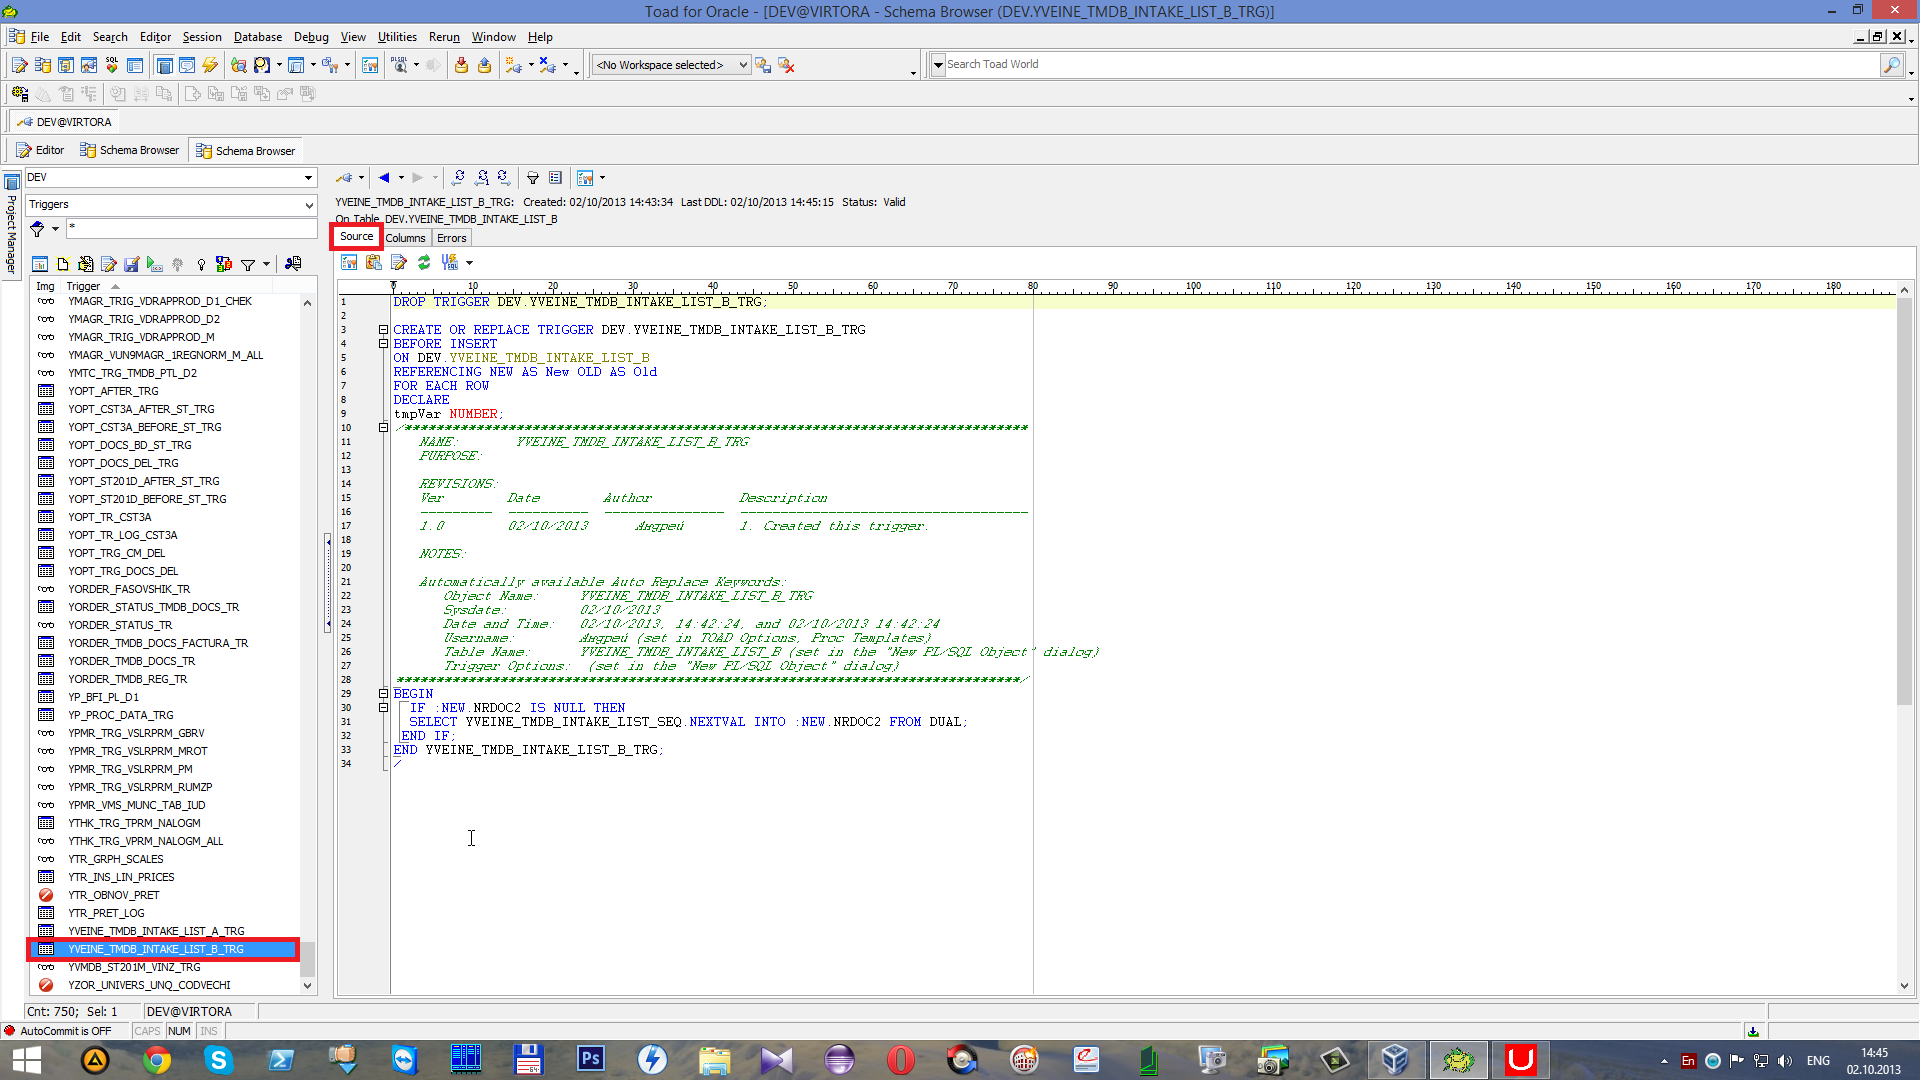 Toad for Oracle - [DEV@VIRTORA - Schema Browser (DEV.YVEINE_TMDB_INTAKE_LIST_B_TRG)]
File Edit Search Editor Session Database Debug View Utilities Rerun Window Help
<No Workspace selected> Search Toad World
DEV@VIRTORA
Editor Schema Browser Schema Browser
Project Manager
DEV
Triggers
*
Img Trigger
YMAGR_TRIG_VDRAPPROD_D1_CHEK
YMAGR_TRIG_VDRAPPROD_D2
YMAGR_TRIG_VDRAPPROD_M
YMAGR_VUN9MAGR_1REGNORM_M_ALL
YMTC_TRG_TMDB_PTL_D2
YOPT_AFTER_TRG
YOPT_CST3A_AFTER_ST_TRG
YOPT_CST3A_BEFORE_ST_TRG
YOPT_DOCS_BD_ST_TRG
YOPT_DOCS_DEL_TRG
YOPT_ST201D_AFTER_ST_TRG
YOPT_ST201D_BEFORE_ST_TRG
YOPT_TR_CST3A
YOPT_TR_LOG_CST3A
YOPT_TRG_CM_DEL
YOPT_TRG_DOCS_DEL
YORDER_FASOVSHIK_TR
YORDER_STATUS_TMDB_DOCS_TR
YORDER_STATUS_TR
YORDER_TMDB_DOCS_FACTURA_TR
YORDER_TMDB_DOCS_TR
YORDER_TMDB_REG_TR
YP_BFI_PL_D1
YP_PROC_DATA_TRG
YPMR_TRG_VSLRPRM_GBRV
YPMR_TRG_VSLRPRM_MROT
YPMR_TRG_VSLRPRM_PM
YPMR_TRG_VSLRPRM_RUMZP
YPMR_VMS_MUNC_TAB_IUD
YTHK_TRG_TPRM_NALOGM
YTHK_TRG_VPRM_NALOGM_ALL
YTR_GRPH_SCALES
YTR_INS_LIN_PRICES
YTR_OBNOV_PRET
YTR_PRET_LOG
YVEINE_TMDB_INTAKE_LIST_A_TRG
YVEINE_TMDB_INTAKE_LIST_B_TRG
YVMDB_ST201M_VINZ_TRG
YZOR_UNIVERS_UNQ_CODVECHI
YVEINE_TMDB_INTAKE_LIST_B_TRG: Created: 02/10/2013 14:43:34 Last DDL: 02/10/2013 14:45:15 Status: Valid
On Table DEV.YVEINE_TMDB_INTAKE_LIST_B
Source Columns Errors
0 10 20 30 40 50 60 70 80 90 100 110 120 130 140 150 160 170 180
1 DROP TRIGGER DEV.YVEINE_TMDB_INTAKE_LIST_B_TRG;
2
3 CREATE OR REPLACE TRIGGER DEV.YVEINE_TMDB_INTAKE_LIST_B_TRG
4 BEFORE INSERT
5 ON DEV.YVEINE_TMDB_INTAKE_LIST_B
6 REFERENCING NEW AS New OLD AS Old
7 FOR EACH ROW
8 DECLARE
9 tmpVar NUMBER;
10 /******************************************************************************
11 NAME: YVEINE_TMDB_INTAKE_LIST_B_TRG
12 PURPOSE:
13
14 REVISIONS:
15 Ver Date Author Description
16 --------- ---------- --------------- ------------------------------------
17 1.0 02/10/2013 Андрей 1. Created this trigger.
18
19 NOTES:
20
21 Automatically available Auto Replace Keywords:
22 Object Name: YVEINE_TMDB_INTAKE_LIST_B_TRG
23 Sysdate: 02/10/2013
24 Date and Time: 02/10/2013, 14:42:24, and 02/10/2013 14:42:24
25 Username: Андрей (set in TOAD Options, Proc Templates)
26 Table Name: YVEINE_TMDB_INTAKE_LIST_B (set in the "New PL/SQL Object" dialog)
27 Trigger Options: (set in the "New PL/SQL Object" dialog)
28 ******************************************************************************/
29 BEGIN
30 IF :NEW.NRDOC2 IS NULL THEN
31 SELECT YVEINE_TMDB_INTAKE_LIST_SEQ.NEXTVAL INTO :NEW.NRDOC2 FROM DUAL;
32 END IF;
33 END YVEINE_TMDB_INTAKE_LIST_B_TRG;
34 /
Cnt: 750; Sel: 1 DEV@VIRTORA
AutoCommit is OFF CAPS NUM INS
En ENG 14:45
02.10.2013